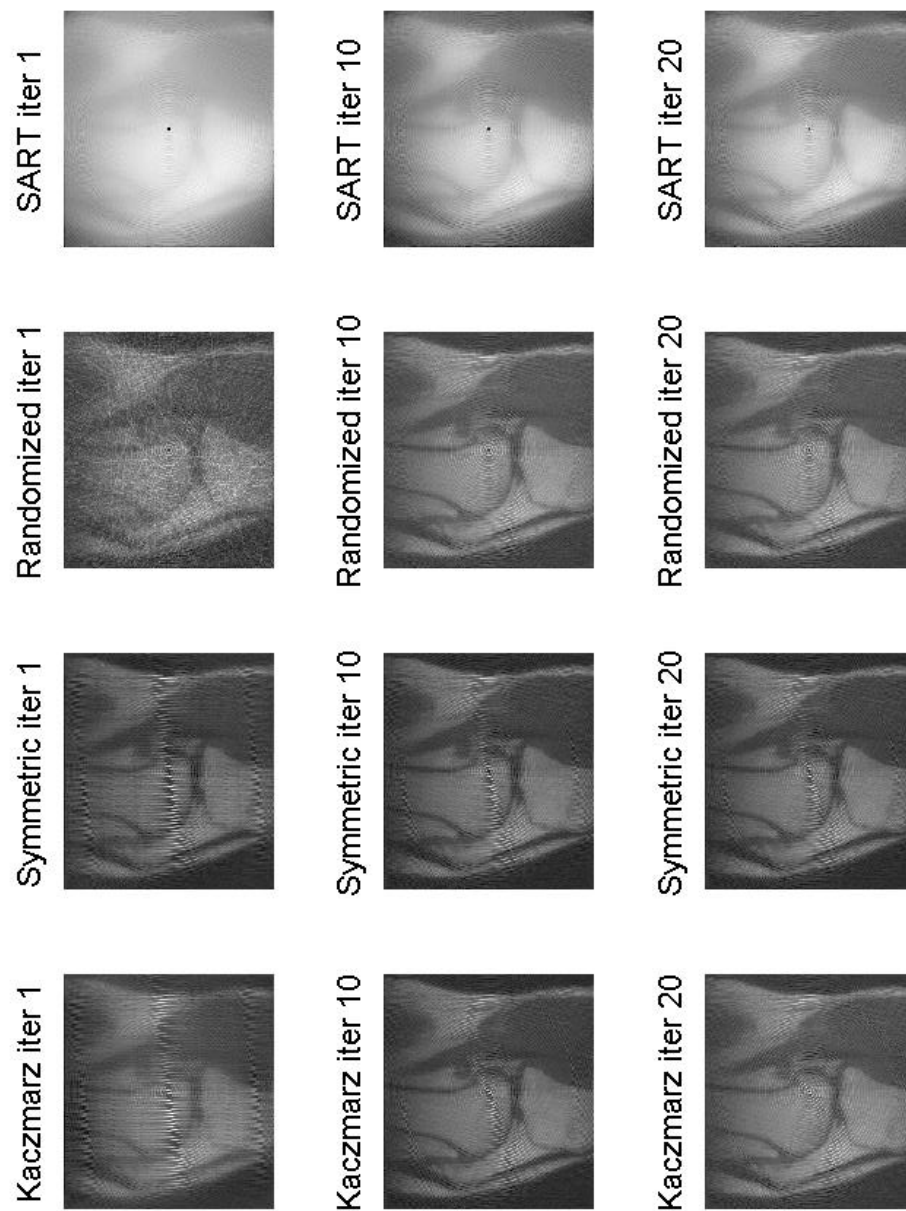 Kaczmarz iter 1
Symmetric iter 1
Randomized iter 1
SART iter 1
Kaczmarz iter 10
Symmetric iter 10
Randomized iter 10
SART iter 10
Kaczmarz iter 20
Symmetric iter 20
Randomized iter 20
SART iter 20